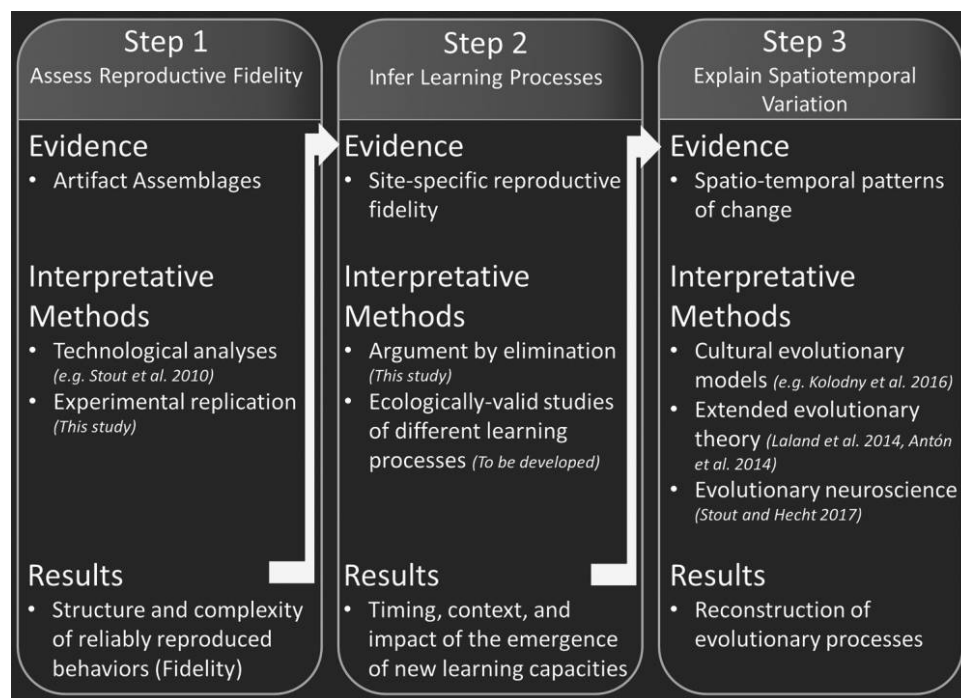 Step 1
Assess Reproductive Fidelity
Evidence
• Artifact Assemblages
Interpretative
Methods
• Technological analyses
(e.g. Stout et al. 2010)
• Experimental replication
(This study)
Results
• Structure and complexity
of reliably reproduced
behaviors (Fidelity)
Step 2
Infer Learning Processes
Evidence
• Site-specific reproductive
fidelity
Interpretative
Methods
• Argument by elimination
(This study)
• Ecologically-valid studies
of different learning
processes (To be developed)
Results
• Timing, context, and
impact of the emergence
of new learning capacities
Step 3
Explain Spatiotemporal
Variation
Evidence
• Spatio-temporal patterns
of change
Interpretative
Methods
• Cultural evolutionary
models (e.g. Kolodny et al. 2016)
• Extended evolutionary
theory (Laland et al. 2014, Antón
et al. 2014)
• Evolutionary neuroscience
(Stout and Hecht 2017)
Results
• Reconstruction of
evolutionary processes